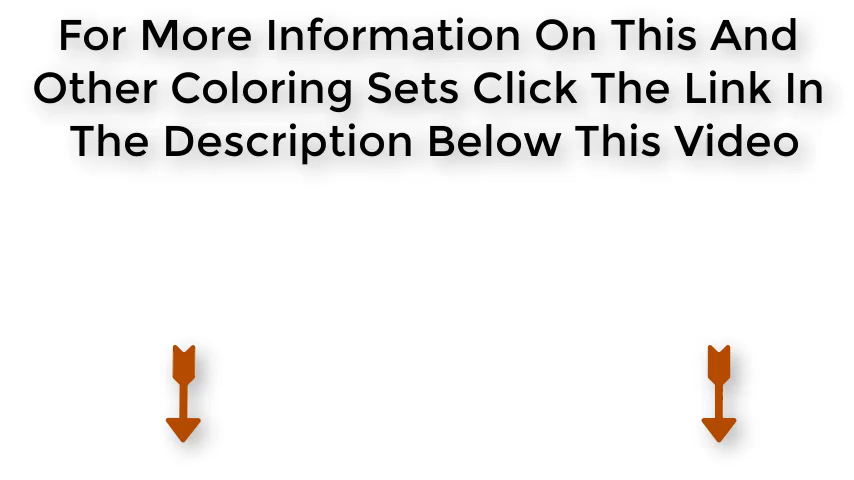 For More Information On This And
Other Coloring Sets Click The Link In
The Description Below This Video